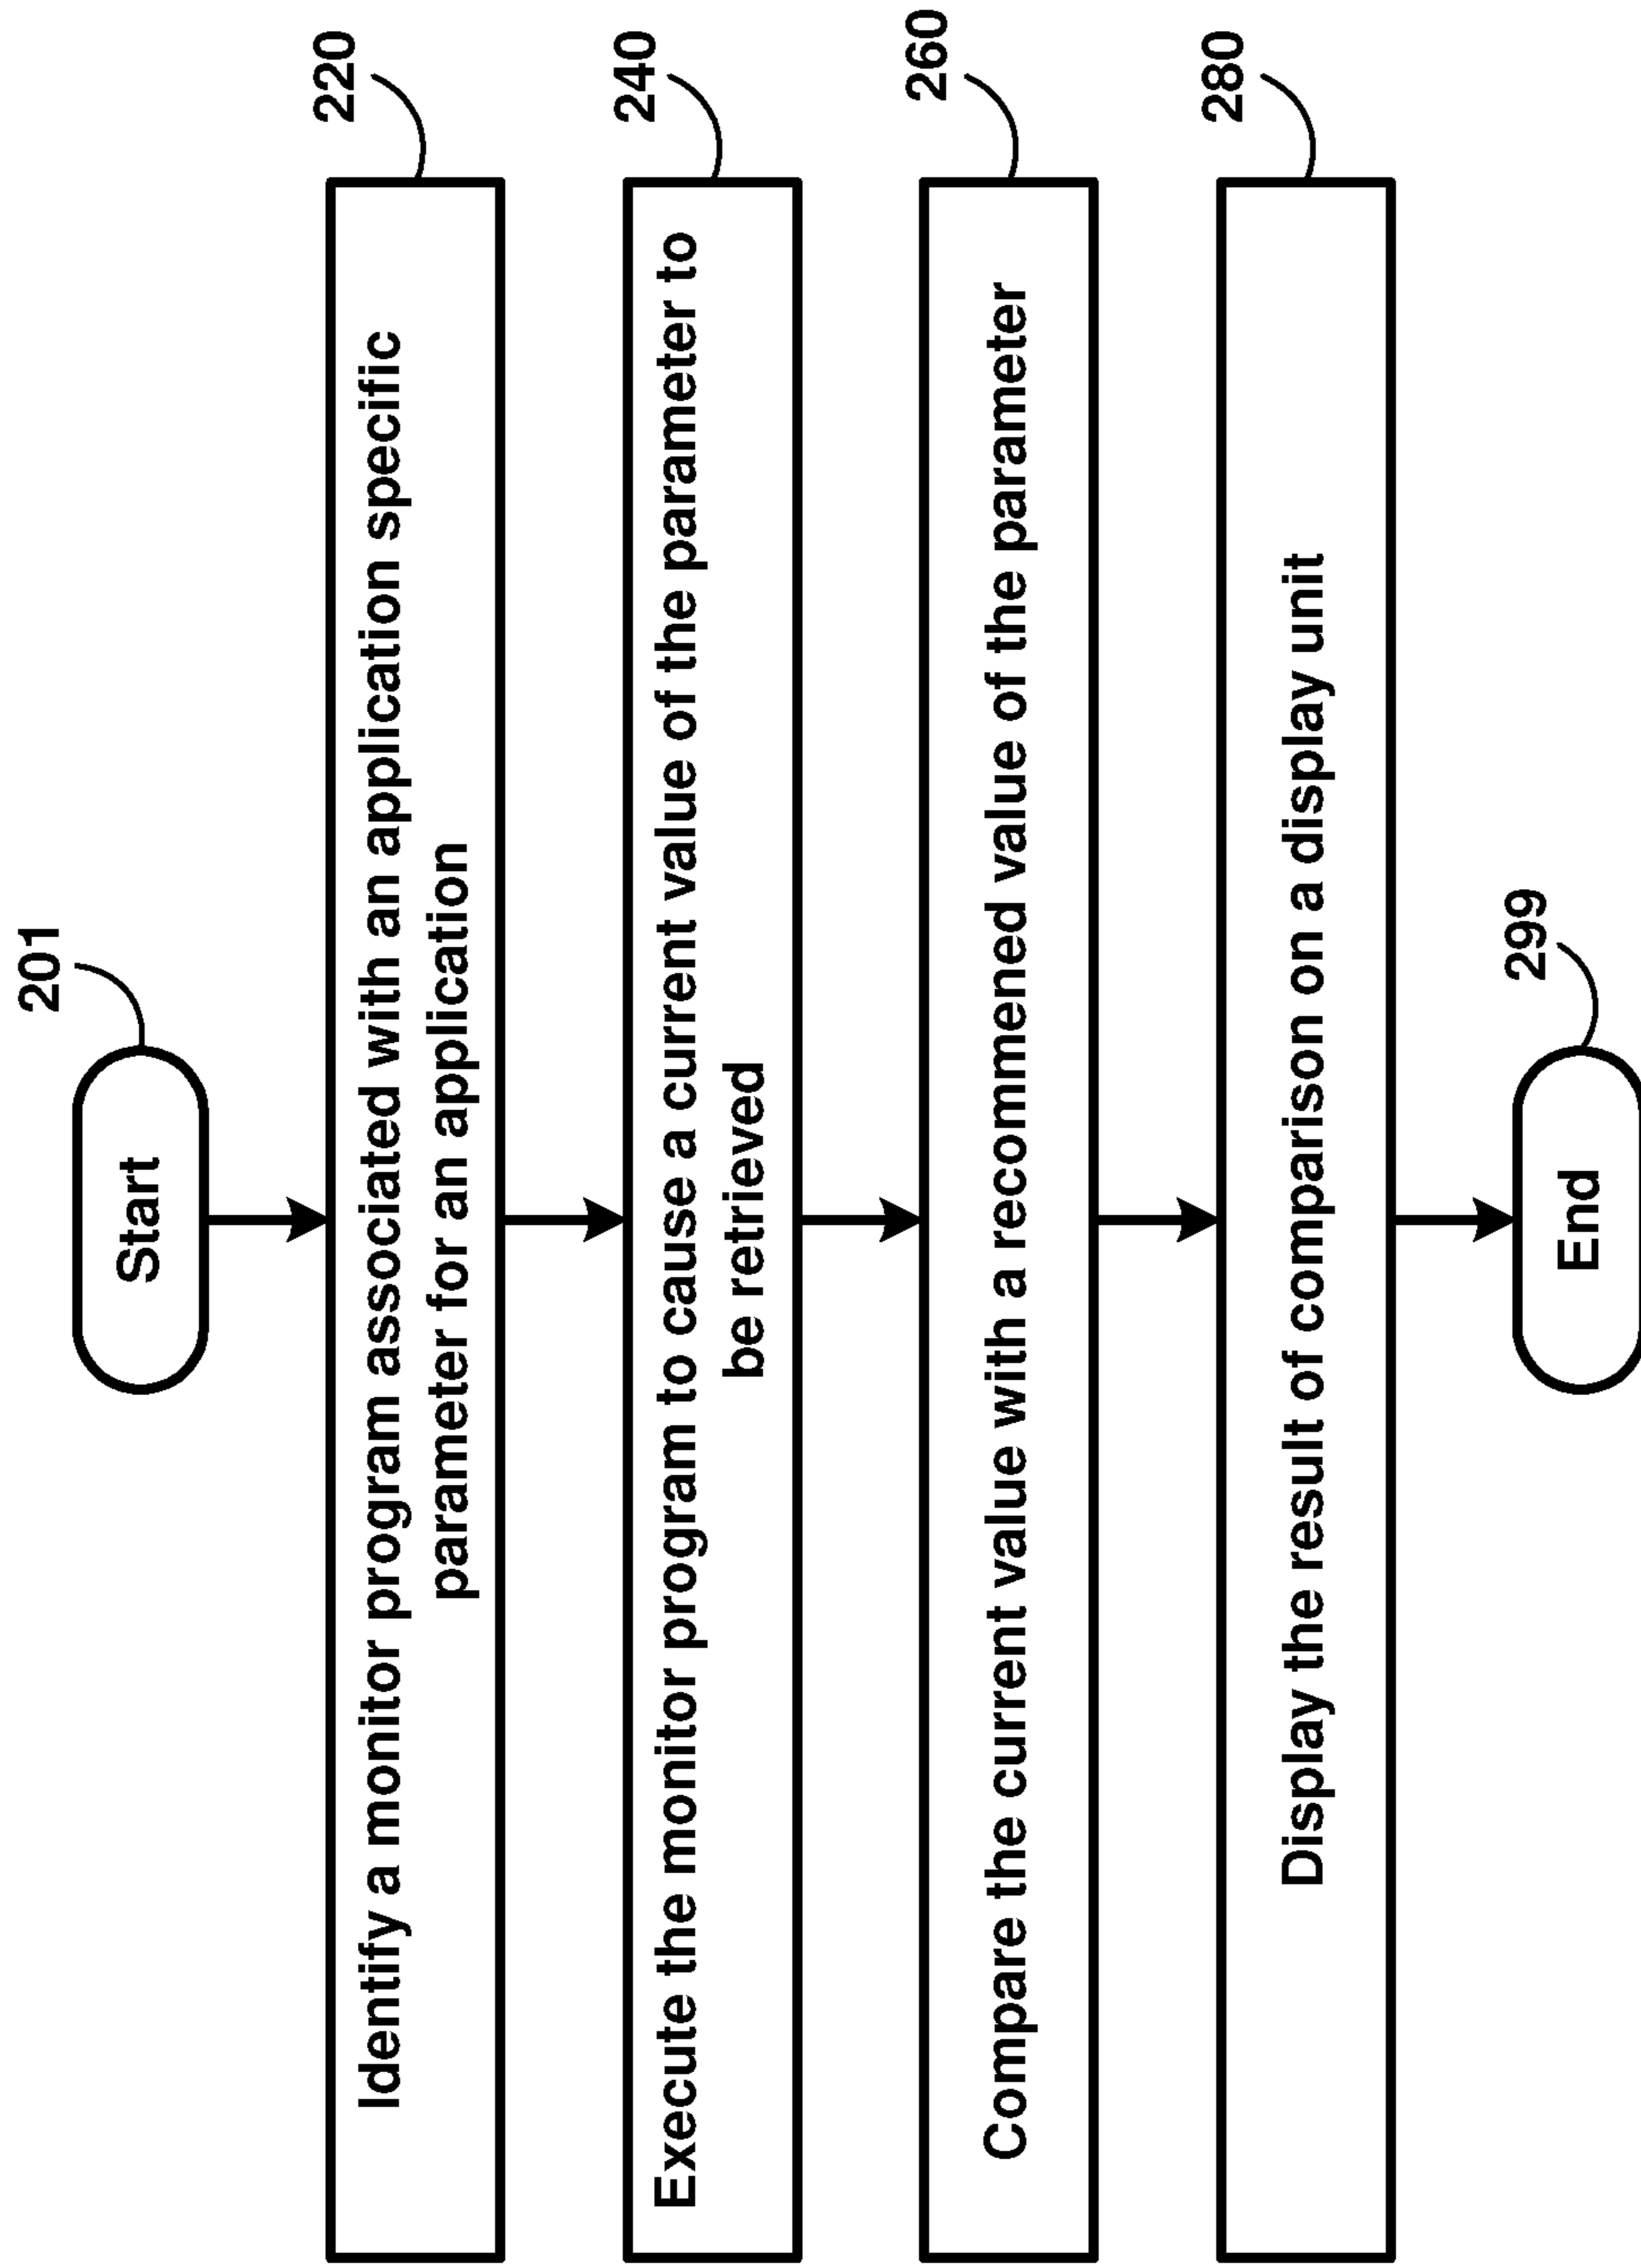 201
Start
220
Identify a monitor program associated with an application specific
parameter for an application
240
Execute the monitor program to cause a current value of the parameter to
be retrieved
260
Compare the current value with a recommened value of the parameter
280
Display the result of comparison on a display unit
299
End